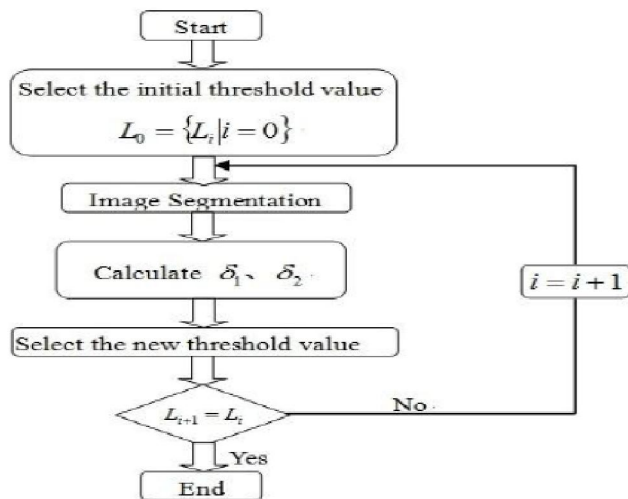 Start
Select the initial threshold value
L₀ = {Lᵢ|i = 0}
Image Segmentation
Calculate δ₁、 δ₂
i = i + 1
Select the new threshold value
Lᵢ₊₁ = Lᵢ
No
Yes
End